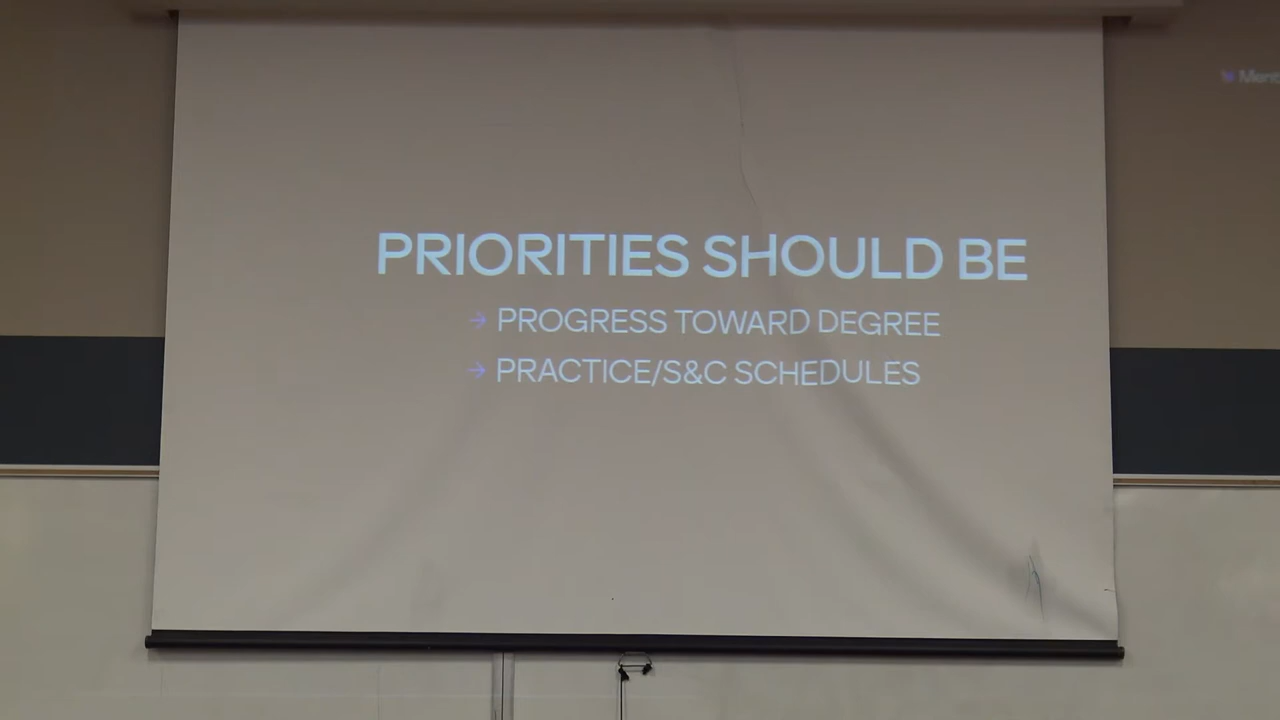 PRIORITIES SHOULD BE
→ PROGRESS TOWARD DEGREE
→ PRACTICE/S&C SCHEDULES